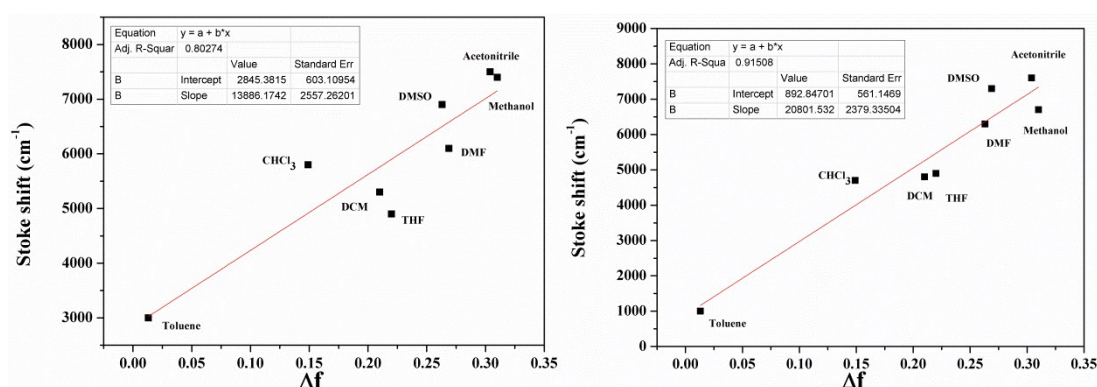 Equation y = a + b*x
Adj. R-Squar 0.80274
Value Standard Err
B Intercept 2845.3815 603.10954
B Slope 13886.1742 2557.26201
Stoke shift (cm⁻¹)
8000
7000
6000
5000
4000
3000
Acetonitrile
Methanol
DMSO
DMF
CHCl₃
DCM
THF
Toluene
0.00 0.05 0.10 0.15 0.20 0.25 0.30 0.35
Δf
Equation y = a + b*x
Adj. R-Squa 0.91508
Value Standard Err
B Intercept 892.84701 561.1469
B Slope 20801.532 2379.33504
Stoke shift (cm⁻¹)
9000
8000
7000
6000
5000
4000
3000
2000
1000
0
Acetonitrile
DMSO
Methanol
DMF
CHCl₃
DCM
THF
Toluene
0.00 0.05 0.10 0.15 0.20 0.25 0.30 0.35
Δf